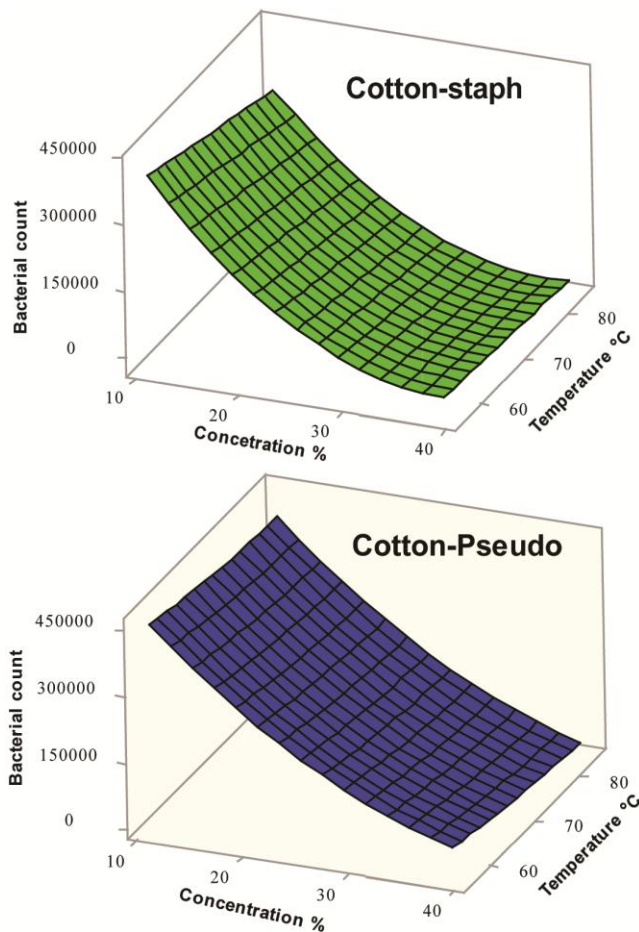 Cotton-staph
Bacterial count
450000
300000
150000
0
10
20
30
40
Concetration %
60
70
80
Temperature °C
Cotton-Pseudo
Bacterial count
450000
300000
150000
0
10
20
30
40
Concentration %
60
70
80
Temperature °C